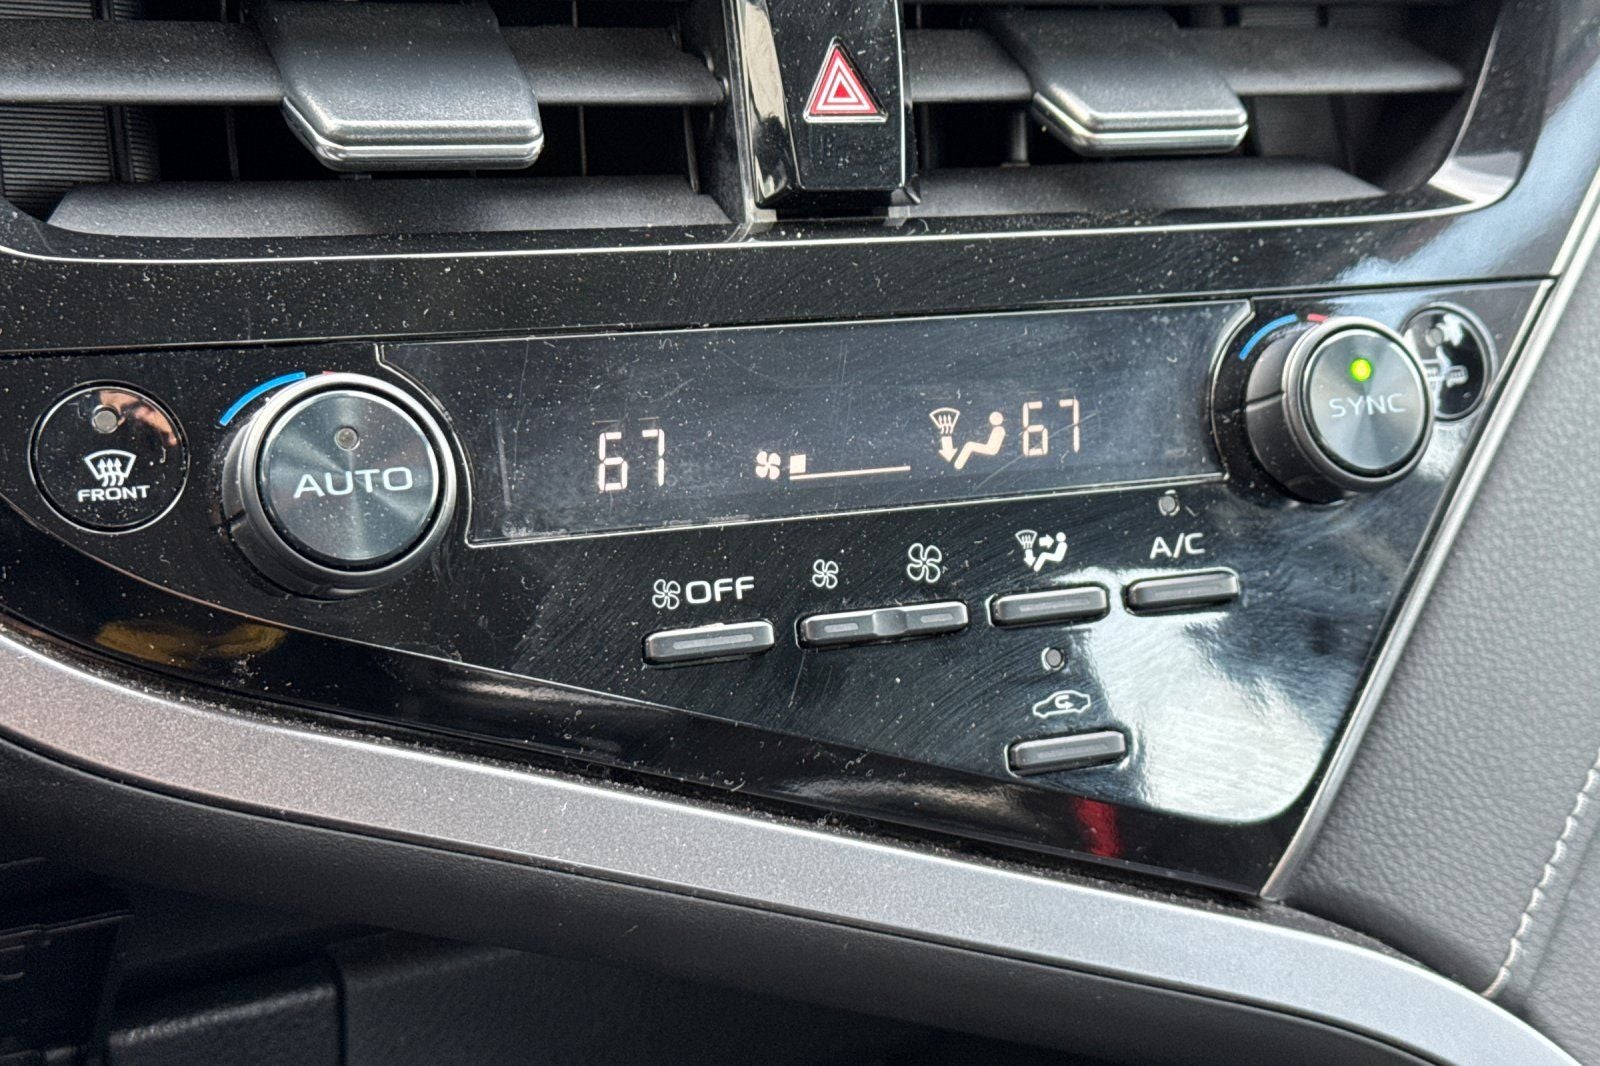 SYNC
67 67
AUTO
FRONT
A/C
OFF